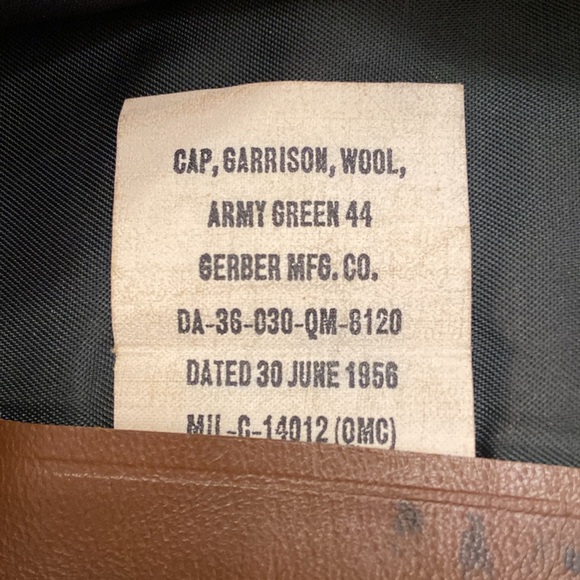 CAP, GARRISON, WOOL,
ARMY GREEN 44
GERBER MFG. CO.
DA-36-030-QM-8120
DATED 30 JUNE 1956
MIL-C-14012 (QMC)